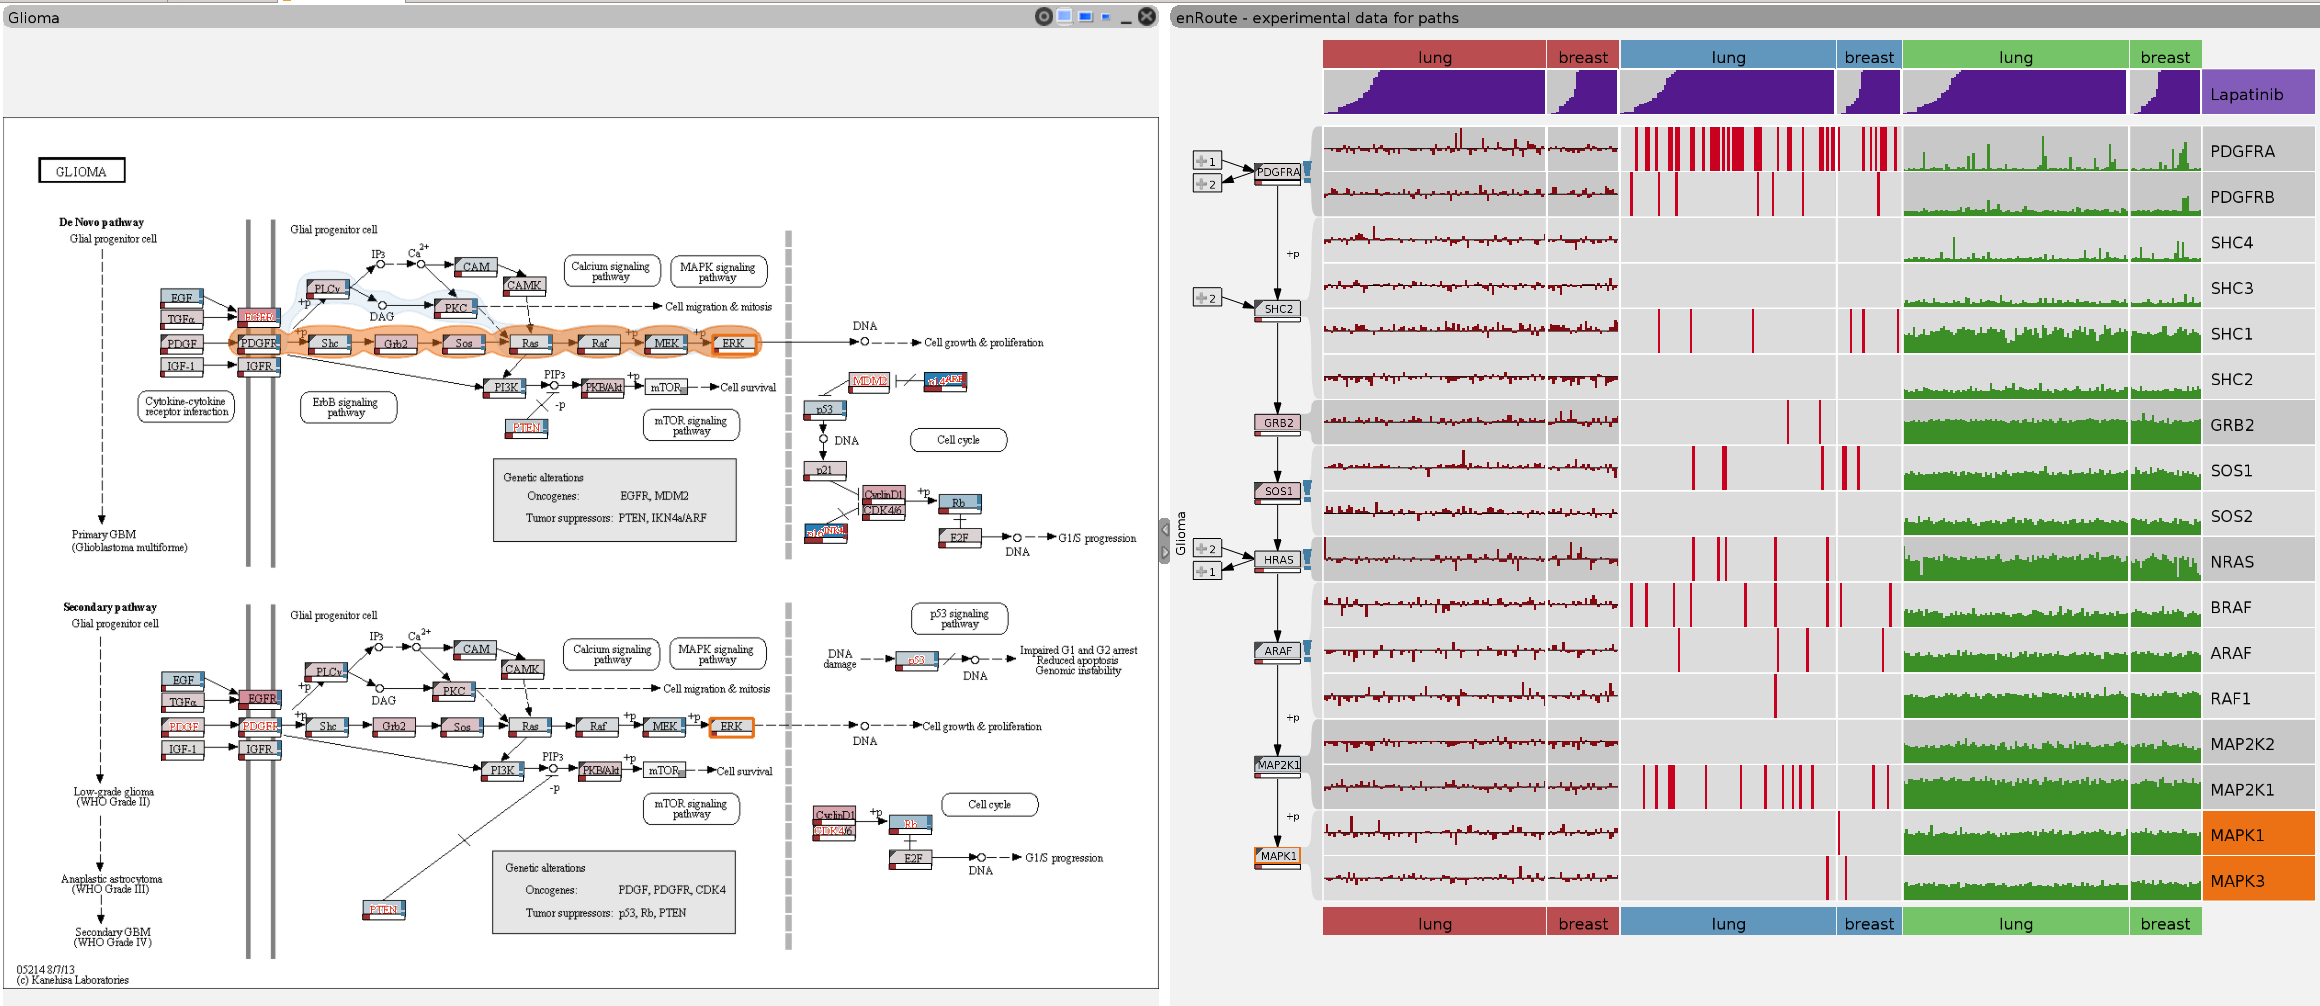 Glioma
GLIOMA
De Novo pathway
Glial progenitor cell
Glial progenitor cell
IP3
Ca2+
CAM
CAMK
Calcium signaling
pathway
MAPK signaling
pathway
PLCγ
+p
DAG
PKC
Cell migration & mitosis
EGF
EGFR
TGFα
PDGF
PDGFR
+p
Shc
Grb2
Sos
Ras
Raf
+p
MEK
+p
ERK
DNA
Cell growth & proliferation
IGF-1
IGFR
PI3K
PIP3
PKB/Akt
+p
mTOR
Cell survival
-p
PTEN
Cytokine-cytokine
receptor interaction
ErbB signaling
pathway
mTOR signaling
pathway
MDM2
p14ARF
p53
DNA
Cell cycle
p21
CyclinD1
CDK4/6
+p
Rb
E2F
DNA
G1/S progression
Genetic alterations
Oncogenes: EGFR, MDM2
Tumor suppressors: PTEN, IKN4a/ARF
Primary GBM
(Glioblastoma multiforme)
Secondary pathway
Glial progenitor cell
Glial progenitor cell
IP3
Ca2+
CAM
CAMK
Calcium signaling
pathway
MAPK signaling
pathway
p53 signaling
pathway
DNA
damage
p53
DNA
Impaired G1 and G2 arrest
Reduced apoptosis
Genomic instability
PLCγ
+p
DAG
PKC
Cell migration & mitosis
EGF
EGFR
TGFα
PDGF
PDGFR
+p
Shc
Grb2
Sos
Ras
Raf
+p
MEK
+p
ERK
DNA
Cell growth & proliferation
IGF-1
IGFR
PI3K
PIP3
PKB/Akt
+p
mTOR
Cell survival
-p
mTOR signaling
pathway
Cell cycle
CyclinD1
CDK4/6
+p
Rb
E2F
DNA
G1/S progression
Low-grade glioma
(WHO Grade II)
Anaplastic astrocytoma
(WHO Grade III)
Secondary GBM
(WHO Grade IV)
PTEN
Genetic alterations
Oncogenes: PDGF, PDGFR, CDK4
Tumor suppressors: p53, Rb, PTEN
05214 8/7/13
(c) Kanehisa Laboratories
enRoute - experimental data for paths
lung breast lung breast lung breast
Lapatinib
Glioma
1
2
PDGFRA
+p
2
SHC2
GRB2
SOS1
2
1
HRAS
ARAF
+p
MAP2K1
+p
MAPK1
PDGFRA
PDGFRB
SHC4
SHC3
SHC1
SHC2
GRB2
SOS1
SOS2
NRAS
BRAF
ARAF
RAF1
MAP2K2
MAP2K1
MAPK1
MAPK3
lung breast lung breast lung breast